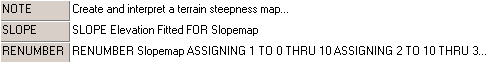 NOTE Create and interpret a terrain steepness map...
SLOPE SLOPE Elevation Fitted FOR Slopemap
RENUMBER RENUMBER Slopemap ASSIGNING 1 TO 0 THRU 10 ASSIGNING 2 TO 10 THRU 3...